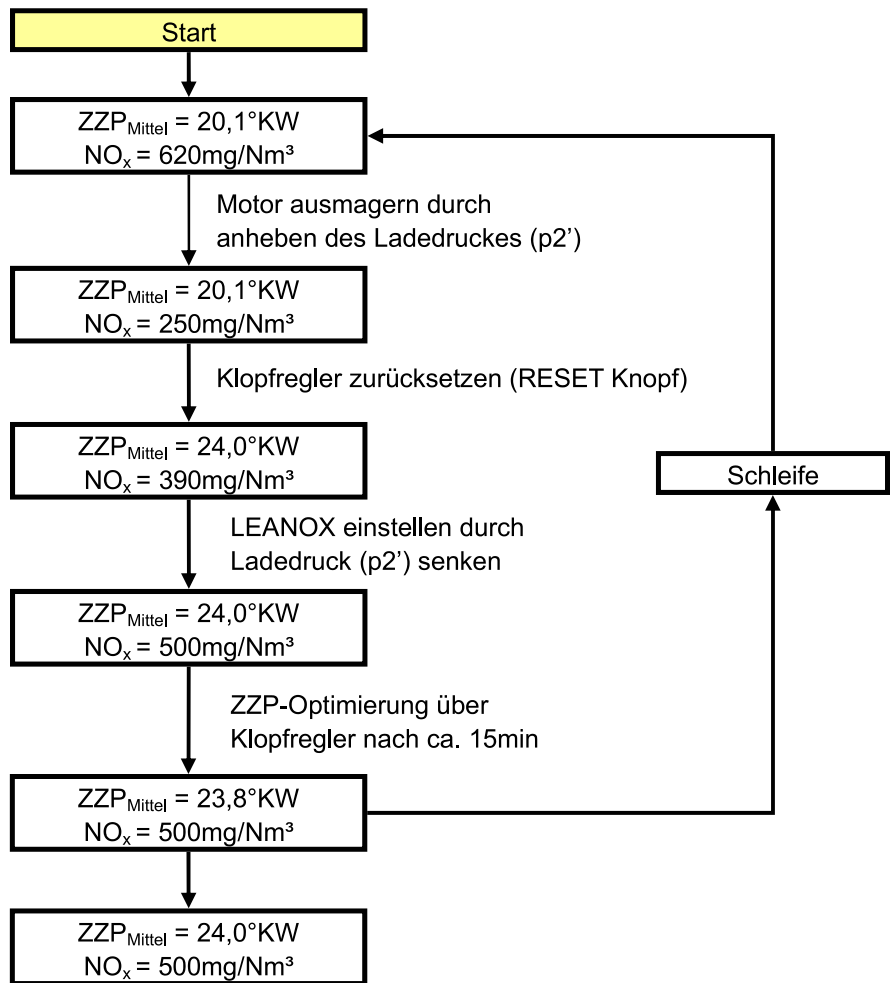 Start
ZZPMittel = 20,1°KW
NOx = 620mg/Nm³
Motor ausmagern durch
anheben des Ladedruckes (p2’)
ZZPMittel = 20,1°KW
NOx = 250mg/Nm³
Klopfregler zurücksetzen (RESET Knopf)
ZZPMittel = 24,0°KW
NOx = 390mg/Nm³
Schleife
LEANOX einstellen durch
Ladedruck (p2’) senken
ZZPMittel = 24,0°KW
NOx = 500mg/Nm³
ZZP-Optimierung über
Klopfregler nach ca. 15min
ZZPMittel = 23,8°KW
NOx = 500mg/Nm³
ZZPMittel = 24,0°KW
NOx = 500mg/Nm³